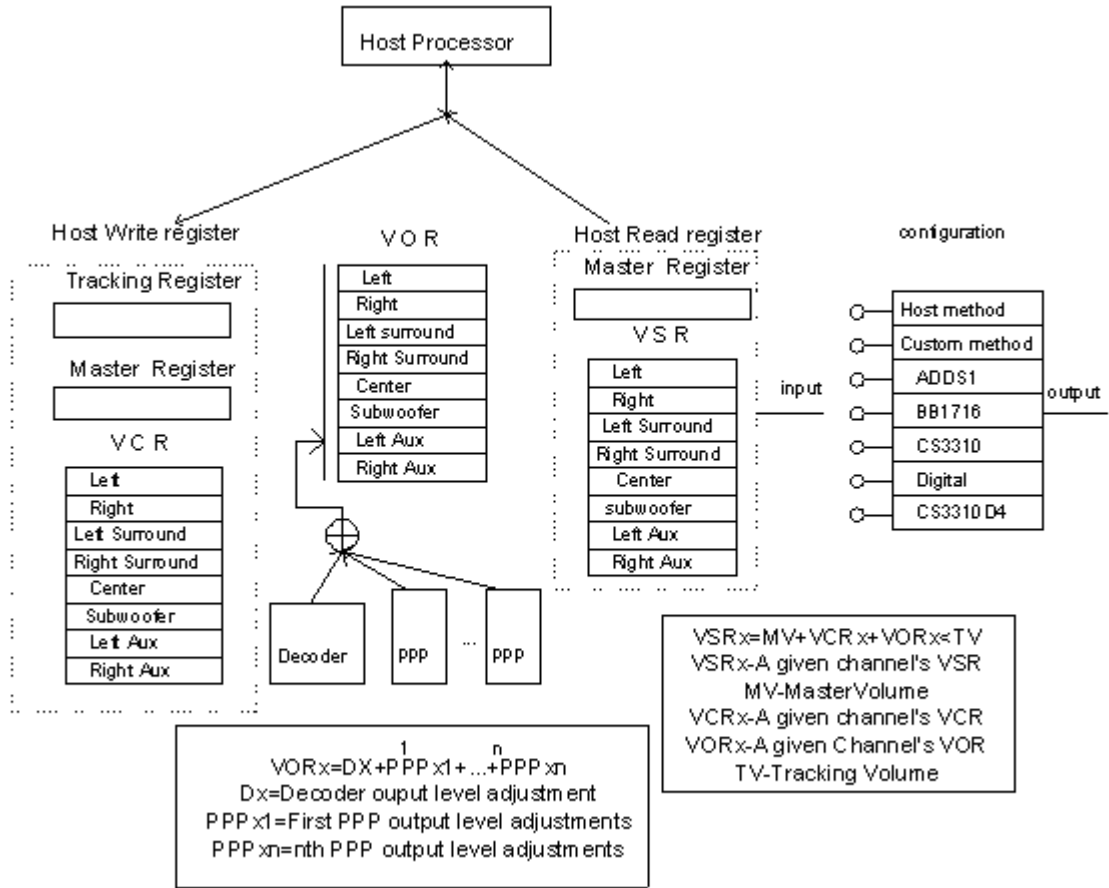 Host Processor
Host Write register
Tracking Register
Master Register
V C R
Left
Right
Left Surround
Right Surround
Center
Subwoofer
Left Aux
Right Aux
V O R
Left
Right
Left surround
Right Surround
Center
Subwoofer
Left Aux
Right Aux
Decoder
PPP
...
PPP
Host Read register
Master Register
V S R
Left
Right
Left Surround
Right Surround
Center
subwoofer
Left Aux
Right Aux
configuration
input
Host method
Custom method
ADDS1
BB1716
CS3310
Digital
CS3310D4
output
VSRx=MV+VCRx+VORx<TV
VSRx-A given channel's VSR
MV-MasterVolume
VCRx-A given channel's VCR
VORx-A given Channel's VOR
TV-Tracking Volume
1 n
VORx=DX+PPPx1+...+PPPxn
Dx=Decoder ouput level adjustment
PPPx1=First PPP output level adjustments
PPPxn=nth PPP output level adjustments